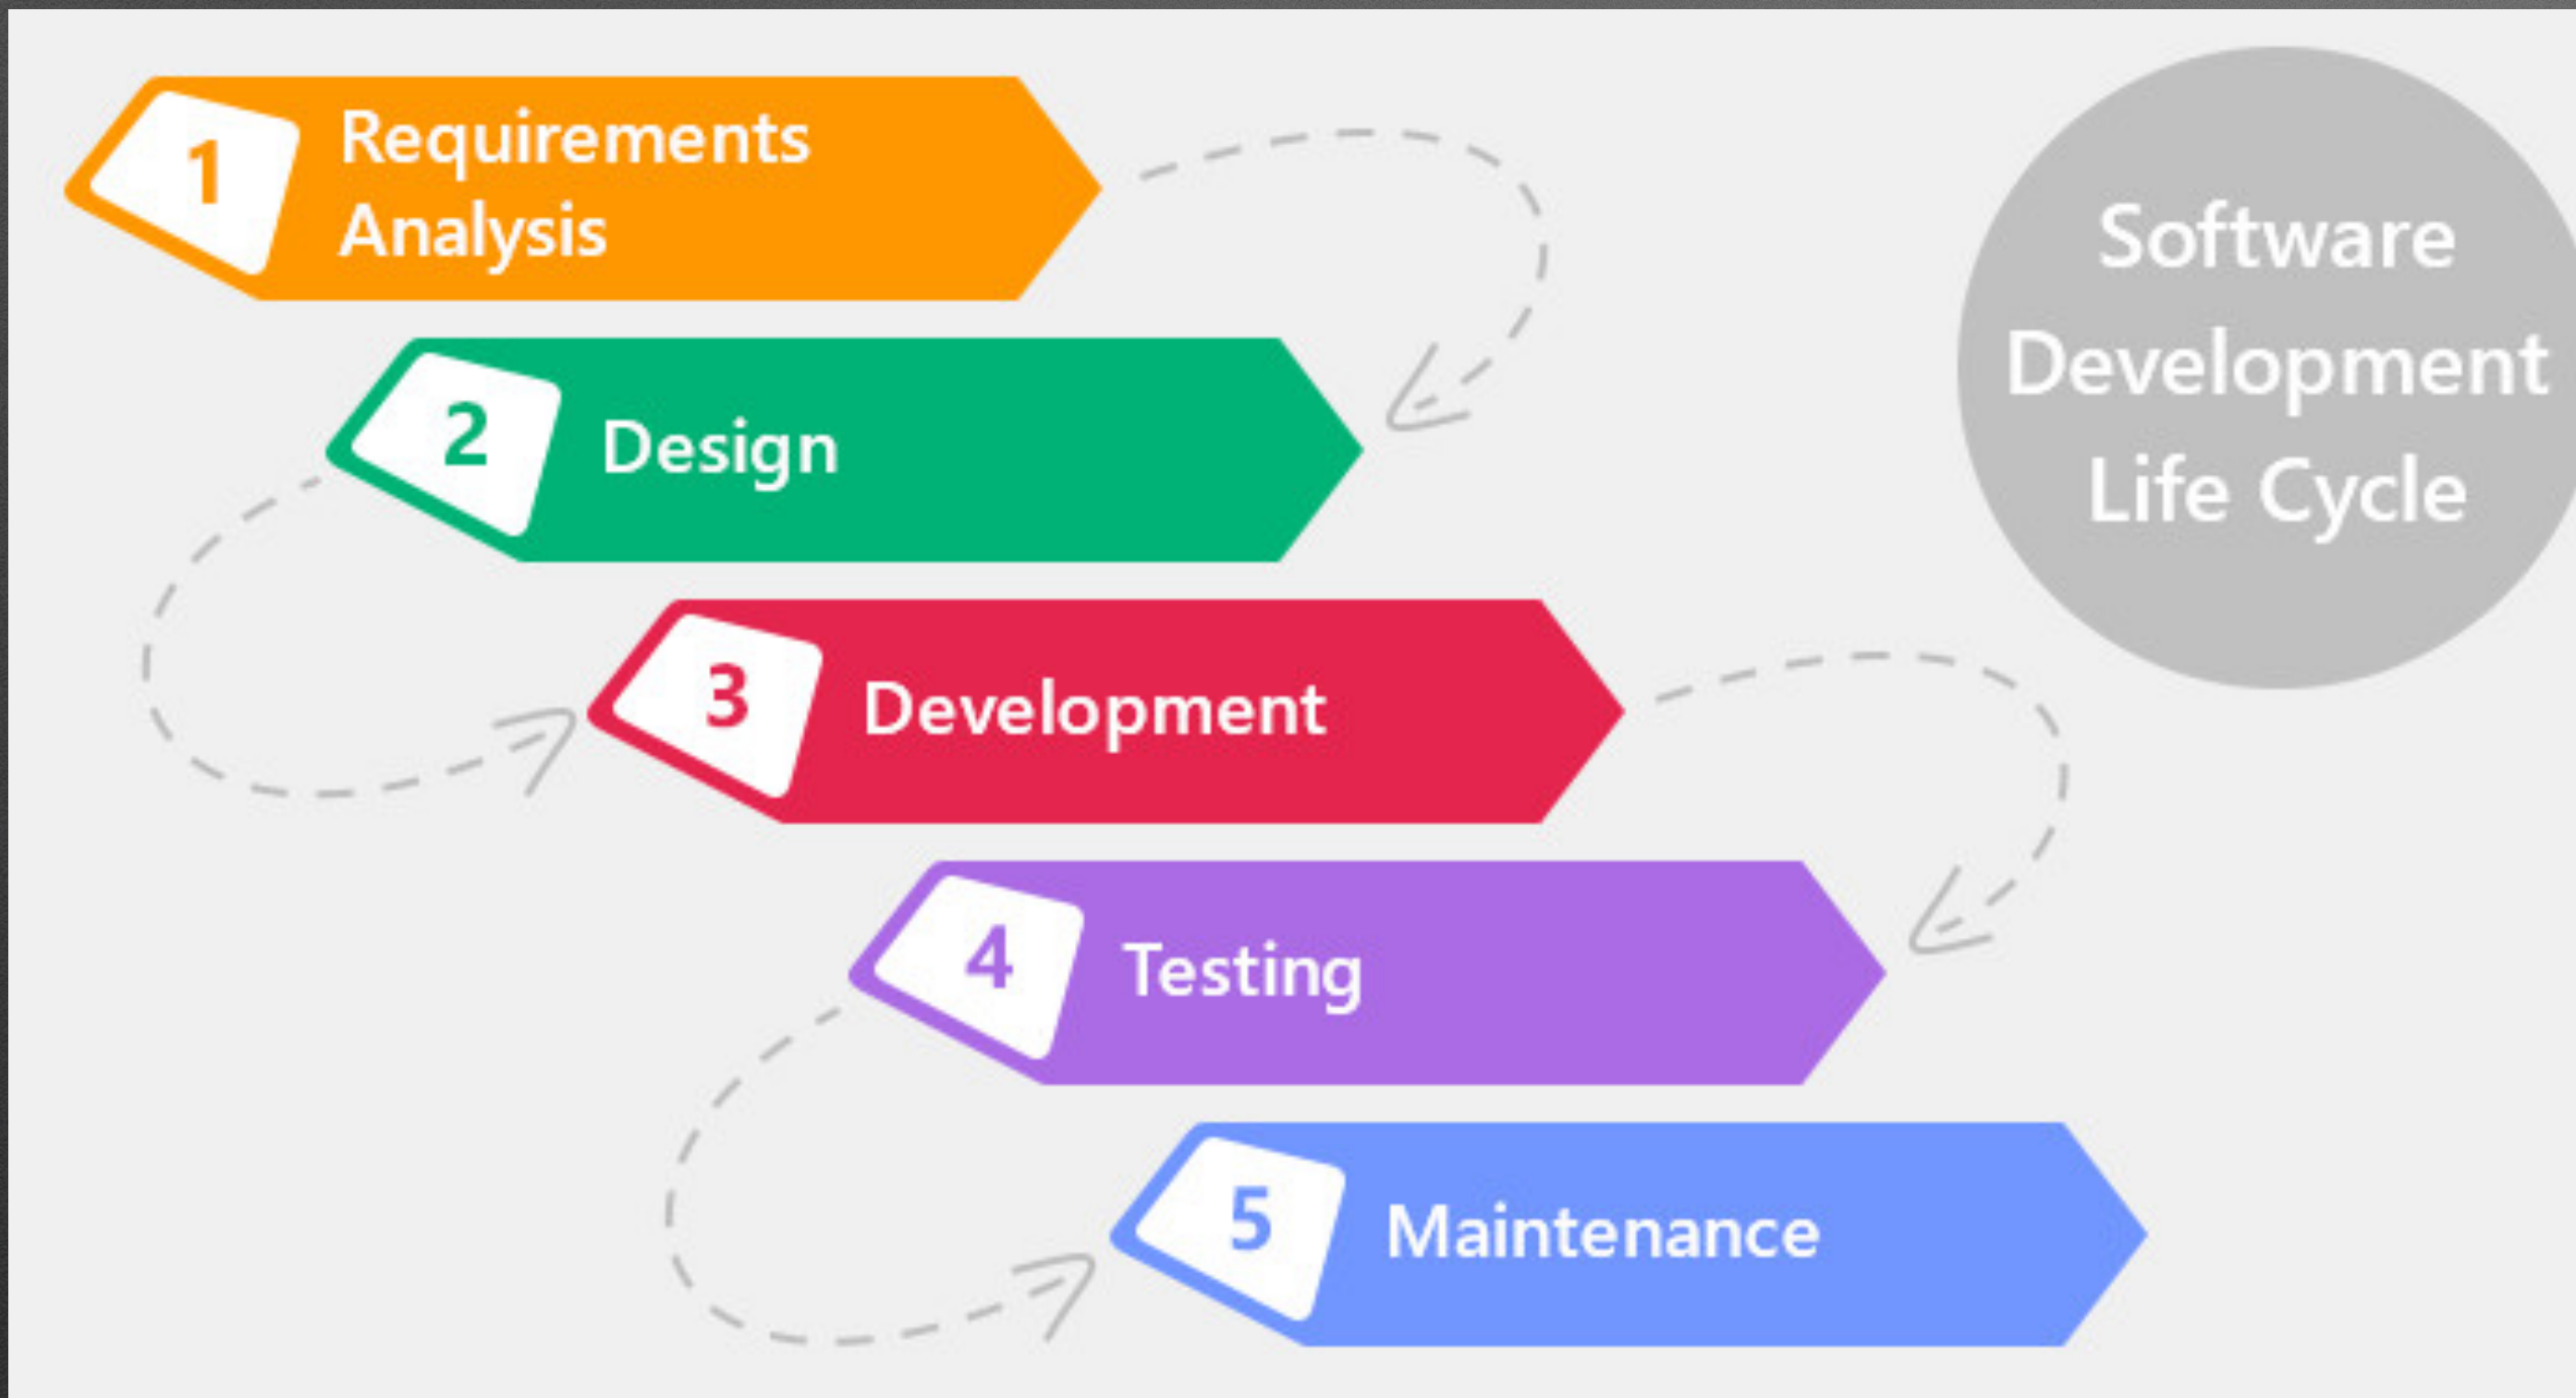 1
Requirements
Analysis
2
Design
3
Development
4
Testing
5
Maintenance
Software
Development
Life Cycle